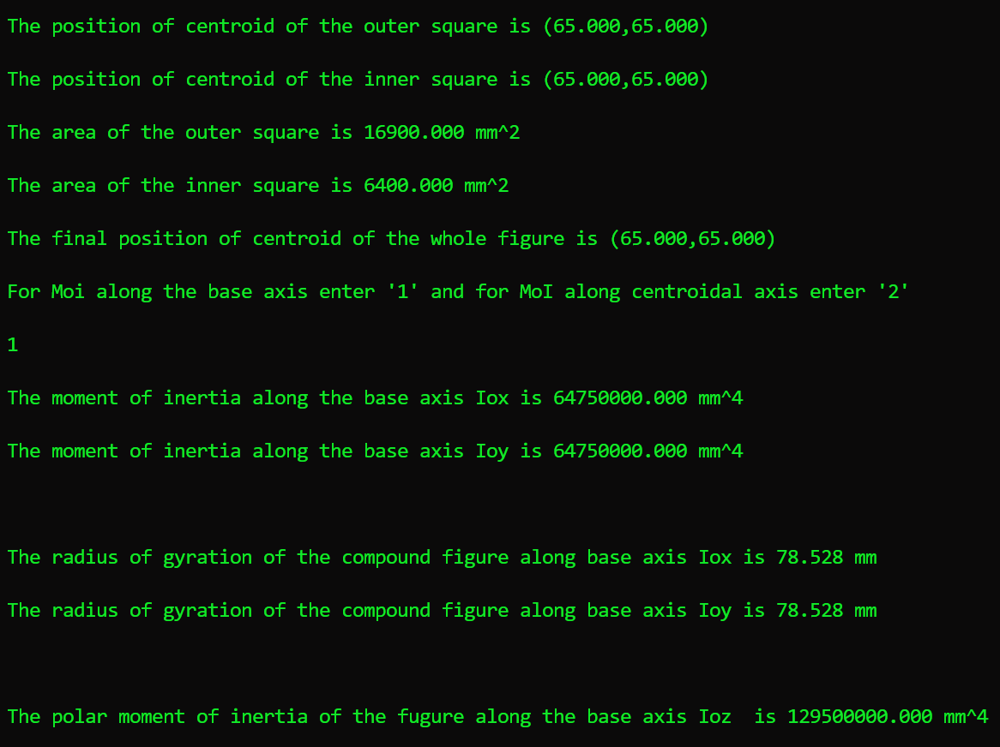 The position of centroid of the outer square is (65.000,65.000)
The position of centroid of the inner square is (65.000,65.000)
The area of the outer square is 16900.000 mm^2
The area of the inner square is 6400.000 mm^2
The final position of centroid of the whole figure is (65.000,65.000)
For Moi along the base axis enter '1' and for MoI along centroidal axis enter '2'
1
The moment of inertia along the base axis Iox is 64750000.000 mm^4
The moment of inertia along the base axis Ioy is 64750000.000 mm^4
The radius of gyration of the compound figure along base axis Iox is 78.528 mm
The radius of gyration of the compound figure along base axis Ioy is 78.528 mm
The polar moment of inertia of the fugure along the base axis Ioz  is 129500000.000 mm^4